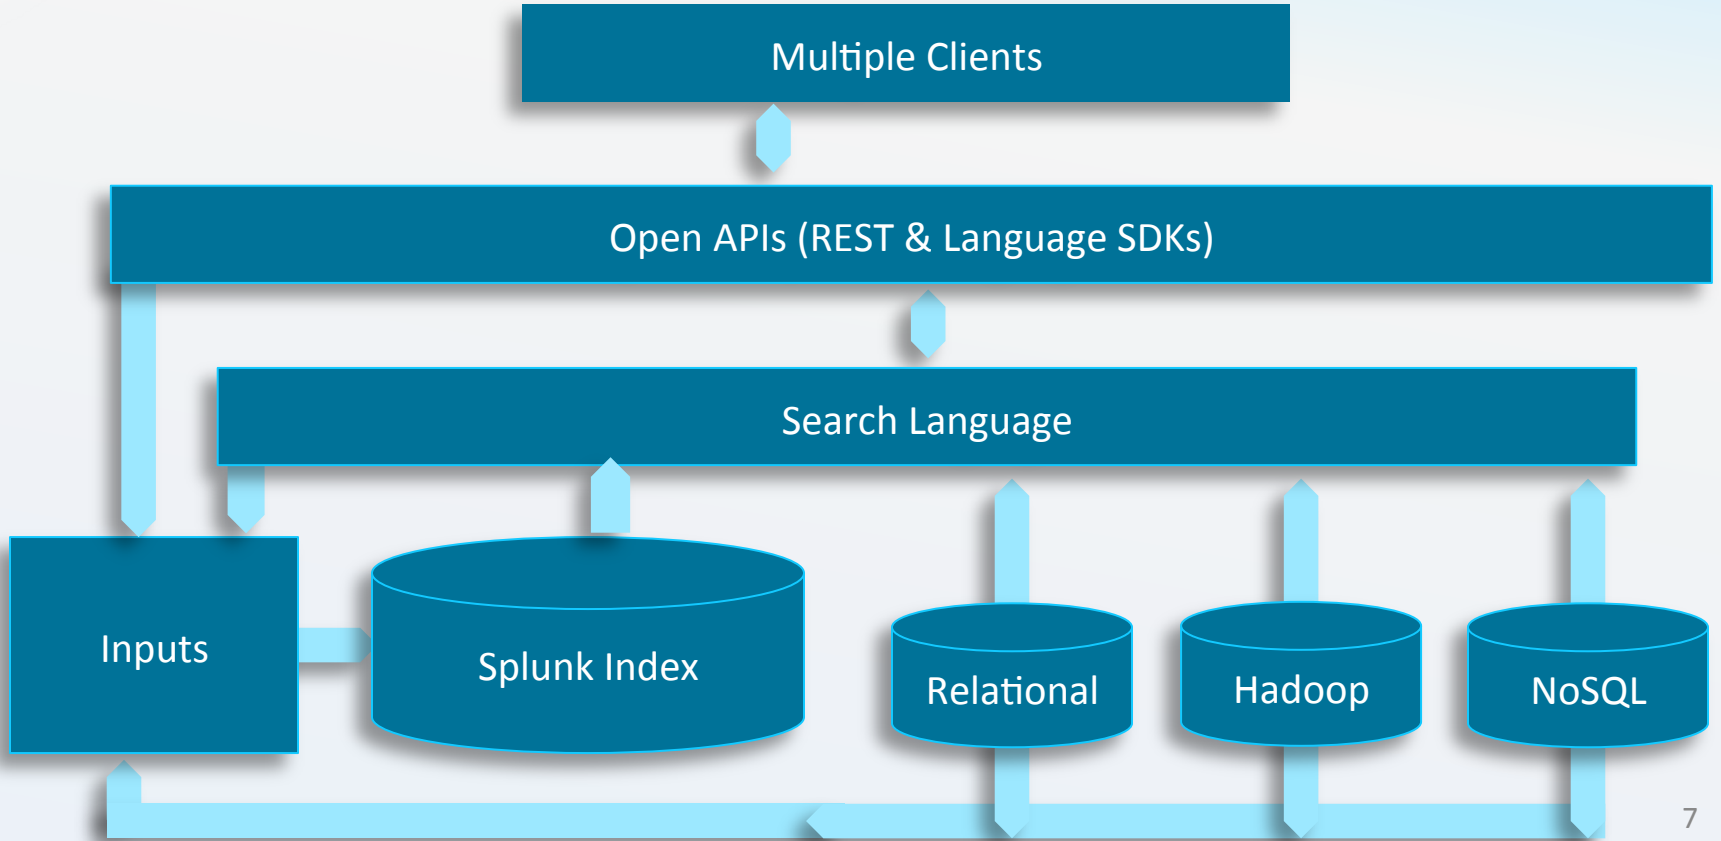 Multiple Clients
Open APIs (REST & Language SDKs)
Search Language
Inputs
Splunk Index
Relational
Hadoop
NoSQL
7